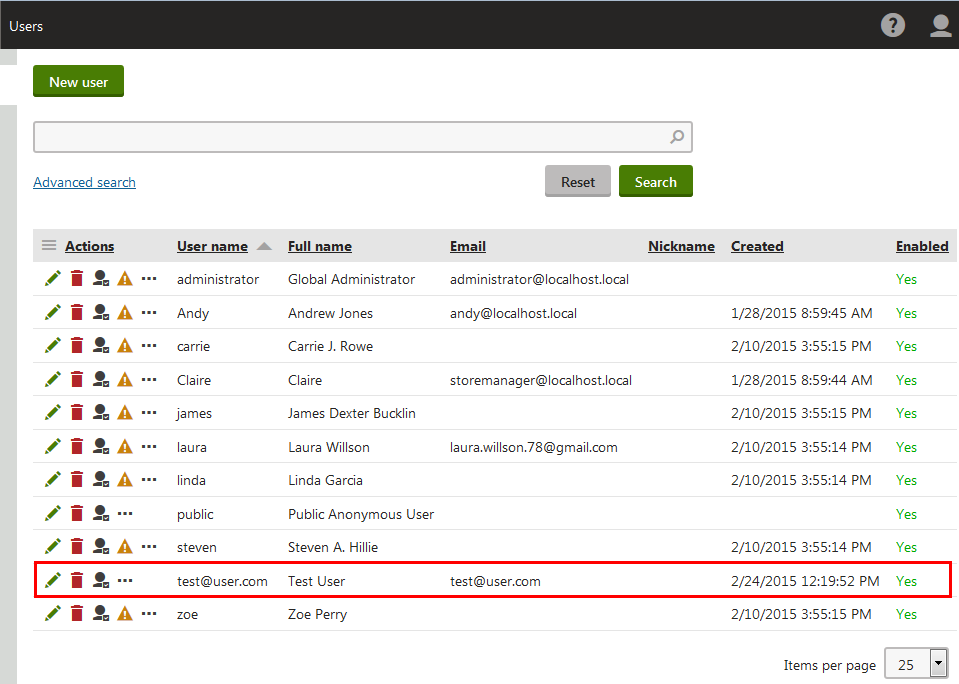 Users
New user
Advanced search
Reset
Search
Actions User name Full name Email Nickname Created Enabled
administrator Global Administrator administrator@localhost.local Yes
Andy Andrew Jones andy@localhost.local 1/28/2015 8:59:45 AM Yes
carrie Carrie J. Rowe 2/10/2015 3:55:15 PM Yes
Claire Claire storemanager@localhost.local 1/28/2015 8:59:44 AM Yes
james James Dexter Bucklin 2/10/2015 3:55:15 PM Yes
laura Laura Willson laura.willson.78@gmail.com 2/10/2015 3:55:14 PM Yes
linda Linda Garcia 2/10/2015 3:55:14 PM Yes
public Public Anonymous User Yes
steven Steven A. Hillie 2/10/2015 3:55:14 PM Yes
test@user.com Test User test@user.com 2/24/2015 12:19:52 PM Yes
zoe Zoe Perry 2/10/2015 3:55:15 PM Yes
Items per page 25